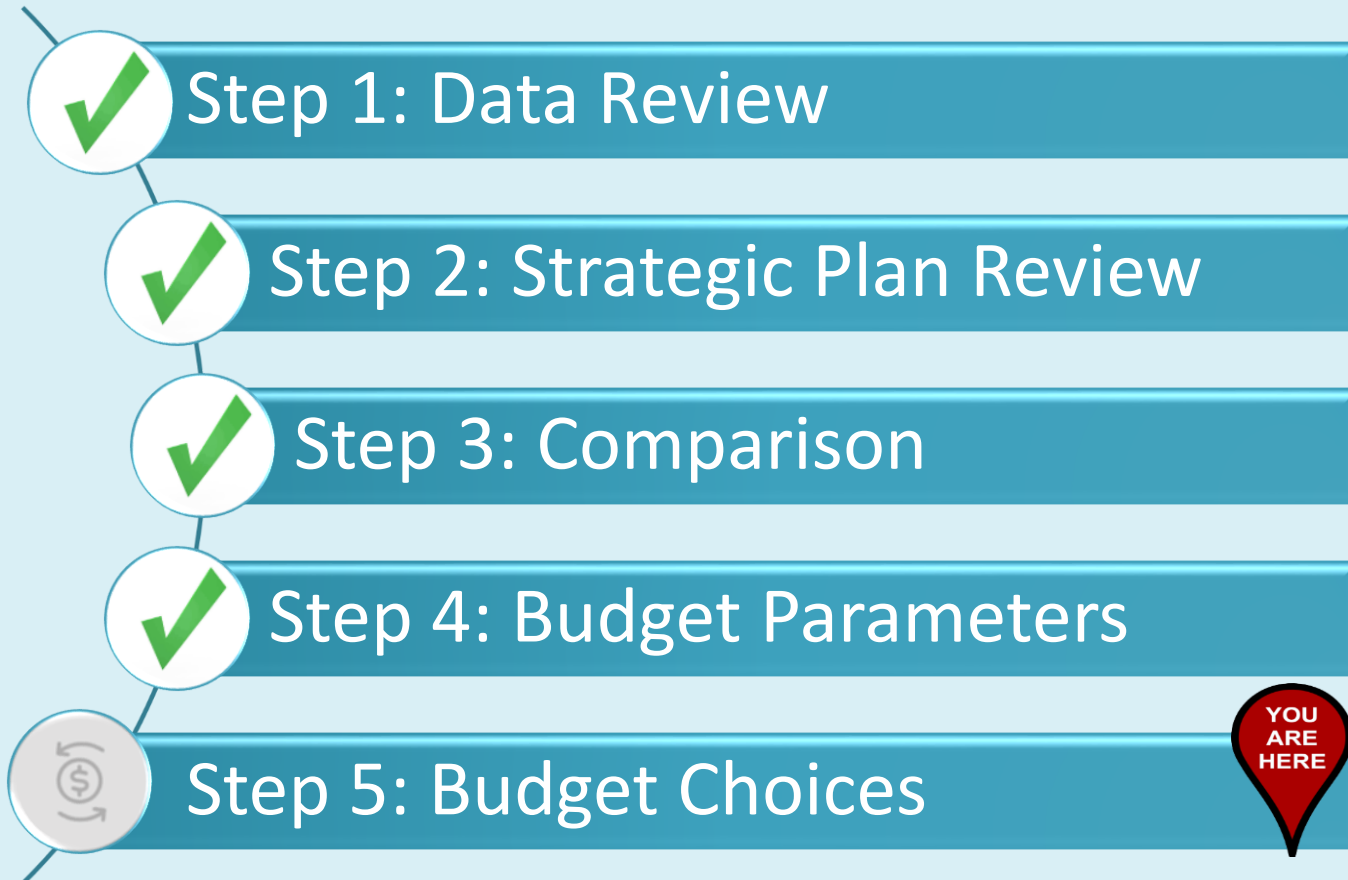 Step 1: Data Review
Step 2: Strategic Plan Review
Step 3: Comparison
Step 4: Budget Parameters
YOU
ARE
HERE
$
Step 5: Budget Choices